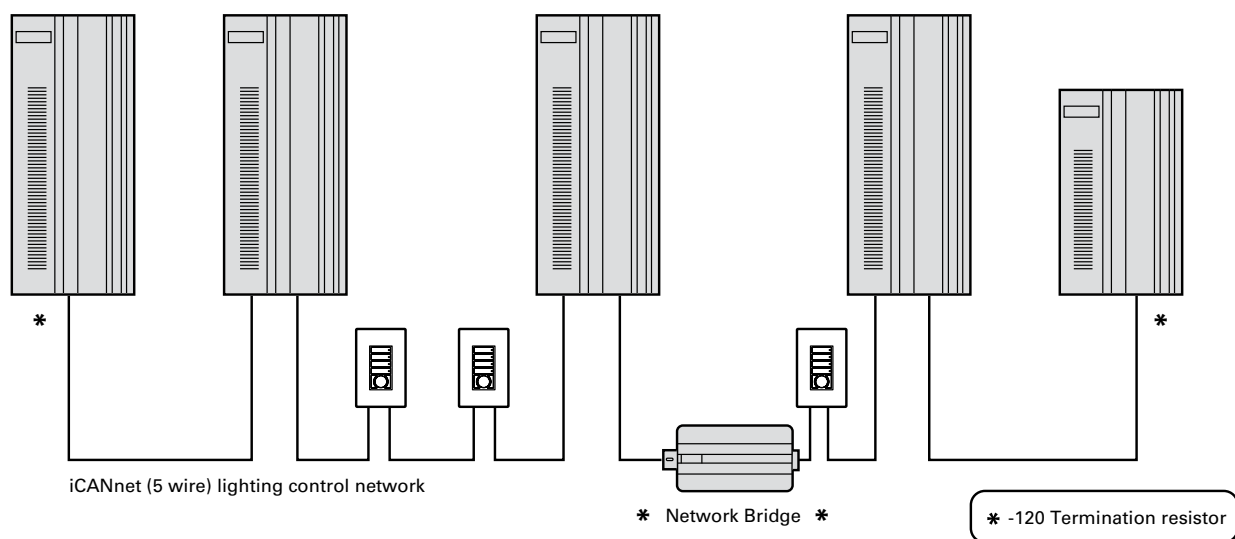 *
*
iCANnet (5 wire) lighting control network
* Network Bridge *
* -120 Termination resistor